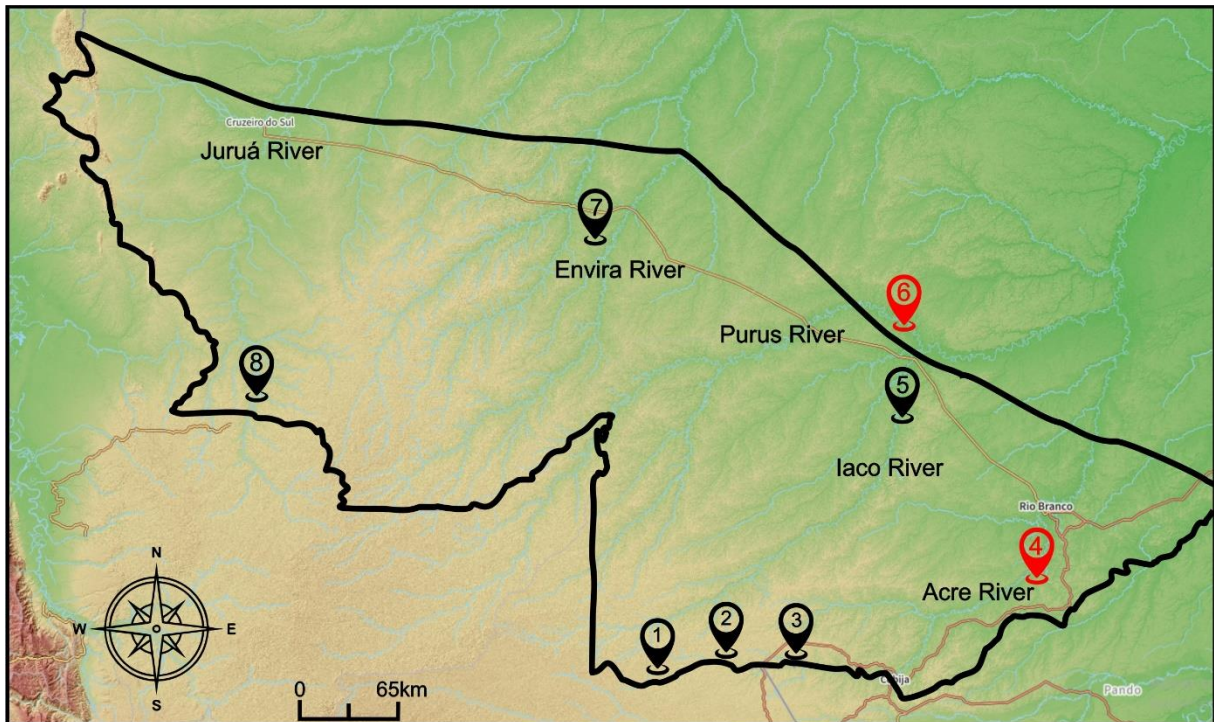 Cruzeiro do Sul
Juruá River
7
Envira River
6
Purus River
8
5
Iaco River
Rio Branco
4
Acre River
N
W
E
S
1
2
3
Cobija
Pando
0
65km